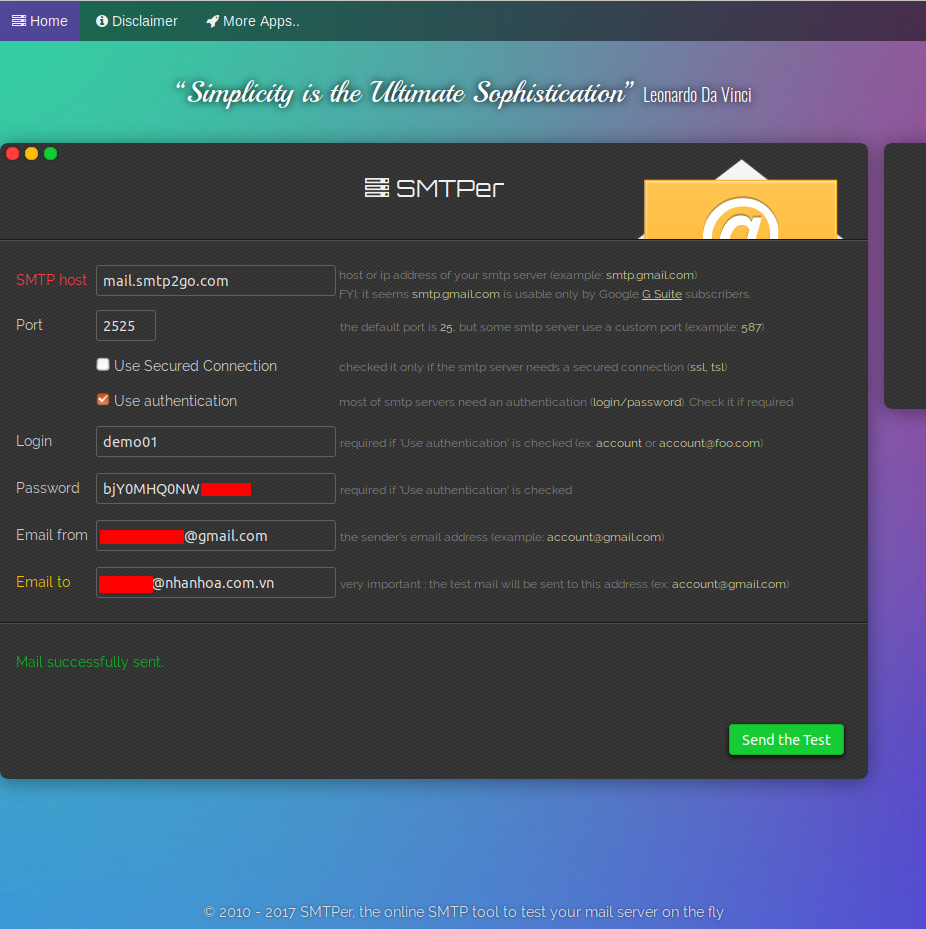 Home Disclaimer More Apps..
“Simplicity is the Ultimate Sophistication” Leonardo Da Vinci
SMTPer
@
SMTP host mail.smtp2go.com host or ip address of your smtp server (example: smtp.gmail.com)
FYI: it seems smtp.gmail.com is usable only by Google G Suite subscribers.
Port 2525 the default port is 25, but some smtp server use a custom port (example: 587)
Use Secured Connection checked it only if the smtp server needs a secured connection (ssl, tsl)
Use authentication most of smtp servers need an authentication (login/password). Check it if required
Login demo01 required if 'Use authentication' is checked (ex: account or account@foo.com)
Password bjY0MHQ0NW required if 'Use authentication' is checked
Email from @gmail.com the sender's email address (example: account@gmail.com)
Email to @nhanhoa.com.vn very important : the test mail will be sent to this address (ex: account@gmail.com)
Mail successfully sent.
Send the Test
© 2010 - 2017 SMTPer, the online SMTP tool to test your mail server on the fly